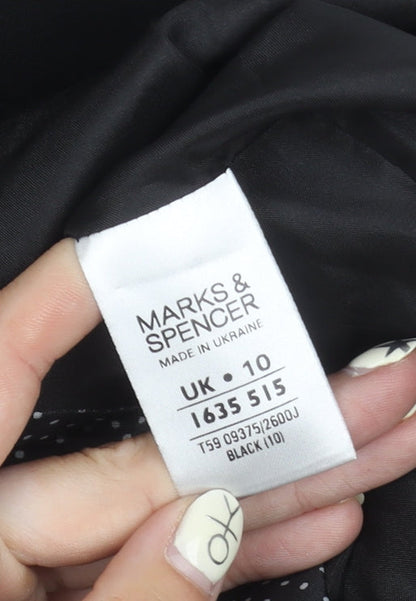 MARKS &
SPENCER
MADE IN UKRAINE
UK • 10
1635 515
T59 09375/2600J
BLACK (10)